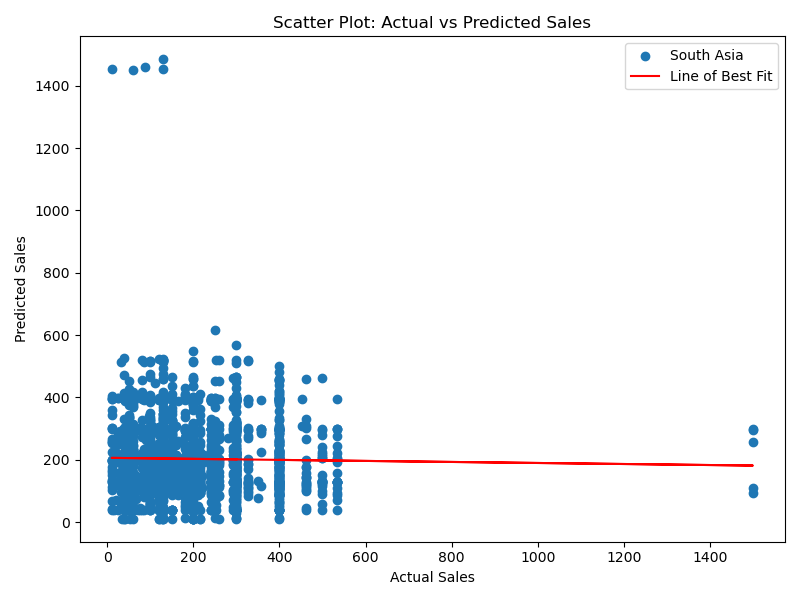 Scatter Plot: Actual vs Predicted Sales
South Asia
Line of Best Fit
Predicted Sales
1400
1200
1000
800
600
400
200
0
0 200 400 600 800 1000 1200 1400
Actual Sales